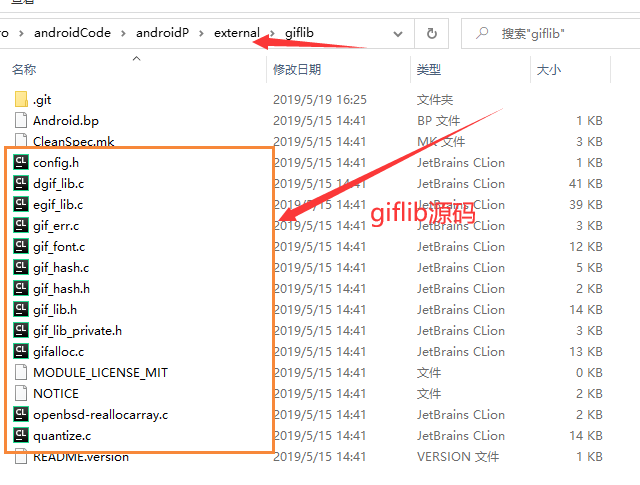 ro > androidCode > androidP > external > giflib
搜索"giflib"
名称 修改日期 类型 大小
.git 2019/5/19 16:25 文件夹
Android.bp 2019/5/15 14:41 BP 文件 1 KB
CleanSpec.mk 2019/5/15 14:41 MK 文件 3 KB
config.h 2019/5/15 14:41 JetBrains CLion 1 KB
dgif_lib.c 2019/5/15 14:41 JetBrains CLion 41 KB
egif_lib.c 2019/5/15 14:41 JetBrains CLion 39 KB
giflib源码
gif_err.c 2019/5/15 14:41 JetBrains CLion 3 KB
gif_font.c 2019/5/15 14:41 JetBrains CLion 12 KB
gif_hash.c 2019/5/15 14:41 JetBrains CLion 5 KB
gif_hash.h 2019/5/15 14:41 JetBrains CLion 2 KB
gif_lib.h 2019/5/15 14:41 JetBrains CLion 14 KB
gif_lib_private.h 2019/5/15 14:41 JetBrains CLion 3 KB
gifalloc.c 2019/5/15 14:41 JetBrains CLion 13 KB
MODULE_LICENSE_MIT 2019/5/15 14:41 文件 0 KB
NOTICE 2019/5/15 14:41 文件 2 KB
openbsd-reallocarray.c 2019/5/15 14:41 JetBrains CLion 2 KB
quantize.c 2019/5/15 14:41 JetBrains CLion 14 KB
README.version 2019/5/15 14:41 VERSION 文件 1 KB